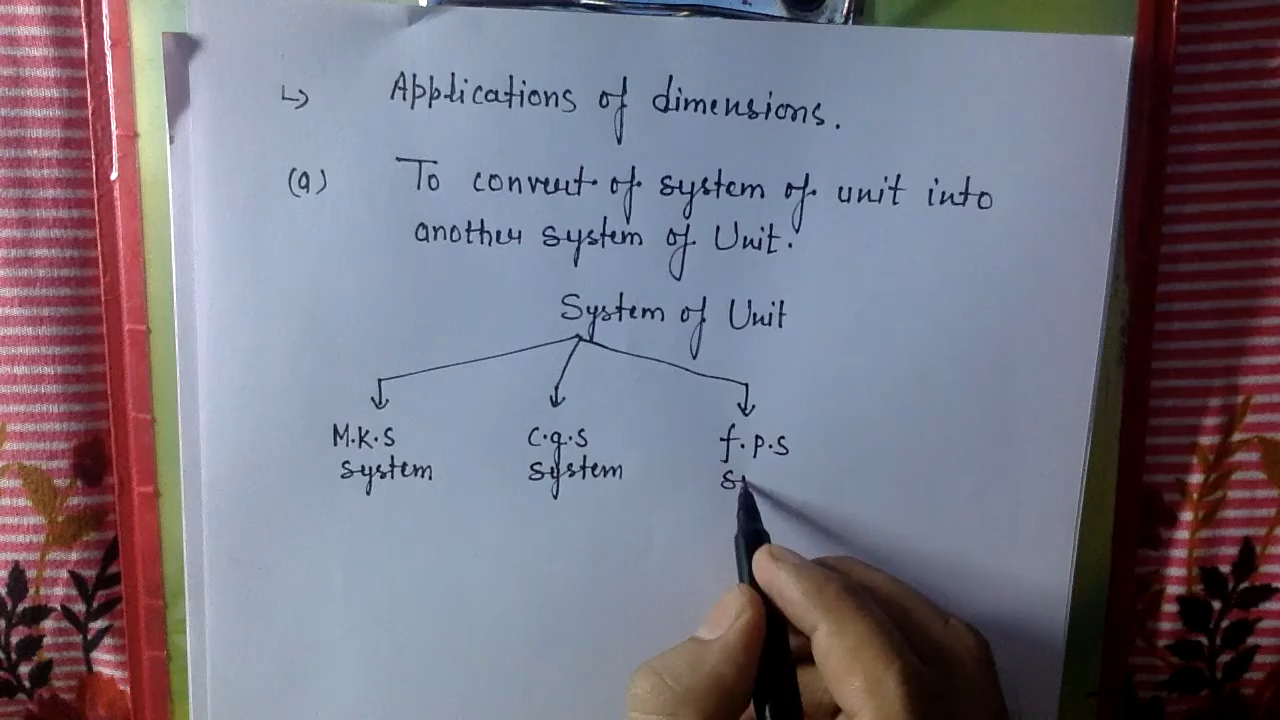 ↳ Applications of dimensions.
(a) To convert of system of unit into
another system of Unit.
System of Unit
M.K.S C.g.S f.p.S
system system s